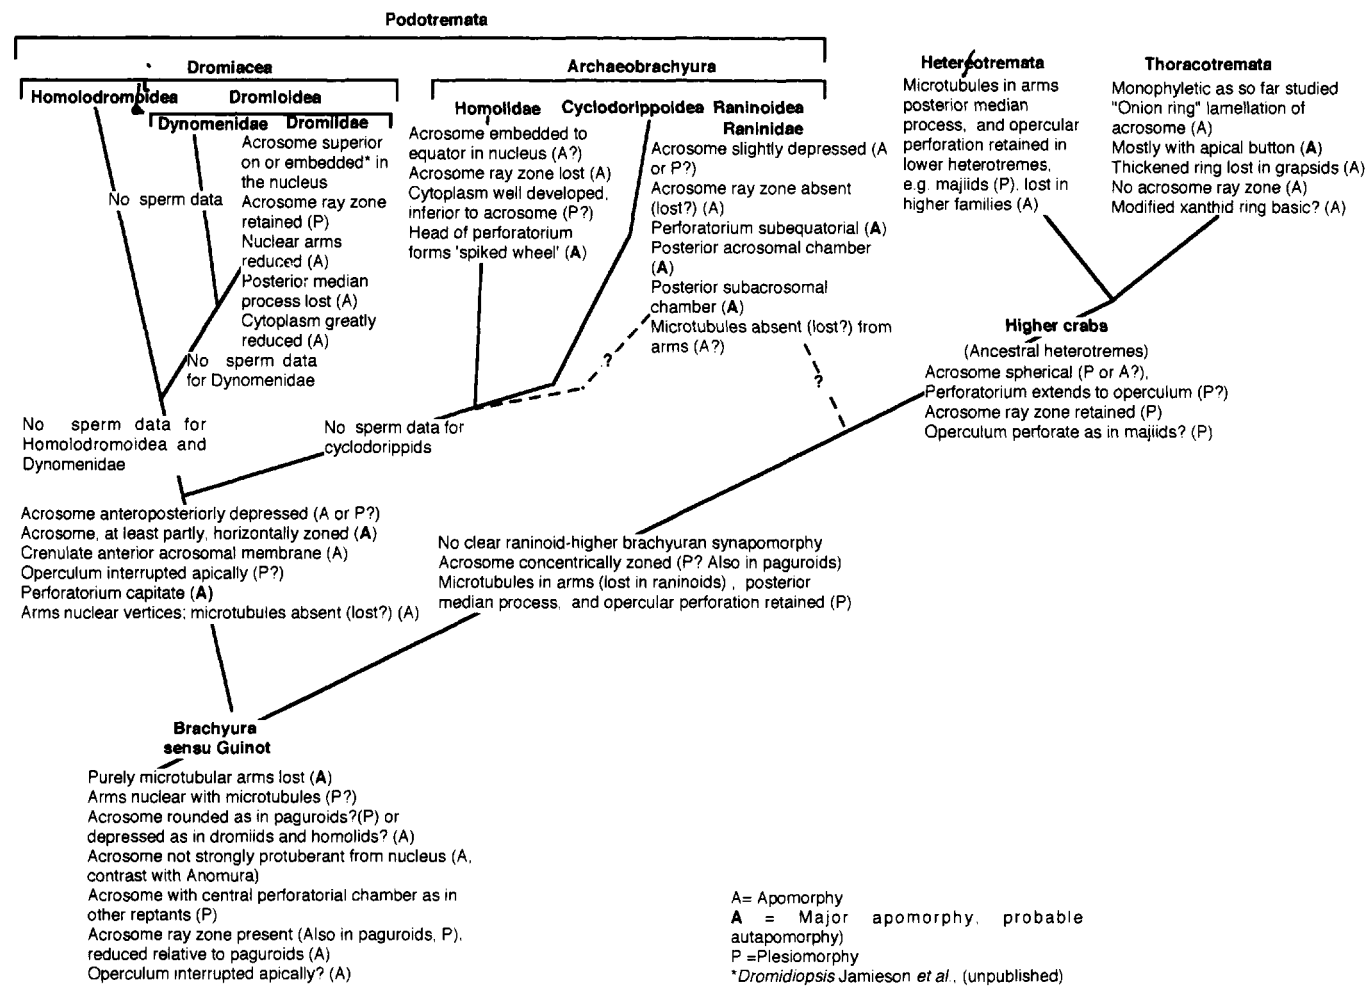 Podotremata
Dromiacea
Archaeobrachyura
Homolodromoidea
Dromioidea
Dynomenidae Dromiidae
Acrosome superior
on or embedded* in
the nucleus
Acrosome ray zone
retained (P)
Nuclear arms
reduced (A)
Posterior median
process lost (A)
Cytoplasm greatly
reduced (A)
No sperm data
No sperm data
for Dynomenidae
No sperm data for
Homolodromoidea and
Dynomenidae
Homolidae Cyclodorippoidea Raninoidea
Raninidae
Acrosome embedded to
equator in nucleus (A?)
Acrosome ray zone lost (A)
Cytoplasm well developed,
inferior to acrosome (P?)
Head of perforatorium
forms 'spiked wheel' (A)
Acrosome slightly depressed (A
or P?)
Acrosome ray zone absent
(lost?) (A)
Perforatorium subequatorial (A)
Posterior acrosomal chamber
(A)
Posterior subacrosomal
chamber (A)
Microtubules absent (lost?) from
arms (A?)
?
?
No sperm data for
cyclodorippids
Heterotremata
Microtubules in arms
posterior median
process, and opercular
perforation retained in
lower heterotremes,
e.g. majiids (P), lost in
higher families (A)
Thoracotremata
Monophyletic as so far studied
"Onion ring" lamellation of
acrosome (A)
Mostly with apical button (A)
Thickened ring lost in grapsids (A)
No acrosome ray zone (A)
Modified xanthid ring basic? (A)
Higher crabs
(Ancestral heterotremes)
Acrosome spherical (P or A?),
Perforatorium extends to operculum (P?)
Acrosome ray zone retained (P)
Operculum perforate as in majiids? (P)
Acrosome anteroposteriorly depressed (A or P?)
Acrosome, at least partly, horizontally zoned (A)
Crenulate anterior acrosomal membrane (A)
Operculum interrupted apically (P?)
Perforatorium capitate (A)
Arms nuclear vertices; microtubules absent (lost?) (A)
No clear raninoid-higher brachyuran synapomorphy
Acrosome concentrically zoned (P? Also in paguroids)
Microtubules in arms (lost in raninoids) , posterior
median process, and opercular perforation retained (P)
Brachyura
sensu Guinot
Purely microtubular arms lost (A)
Arms nuclear with microtubules (P?)
Acrosome rounded as in paguroids?(P) or
depressed as in dromiids and homolids? (A)
Acrosome not strongly protuberant from nucleus (A,
contrast with Anomura)
Acrosome with central perforatorial chamber as in
other reptants (P)
Acrosome ray zone present (Also in paguroids, P),
reduced relative to paguroids (A)
Operculum interrupted apically? (A)
A= Apomorphy
A = Major apomorphy, probable
autapomorphy)
P =Plesiomorphy
*Dromidiopsis Jamieson et al., (unpublished)